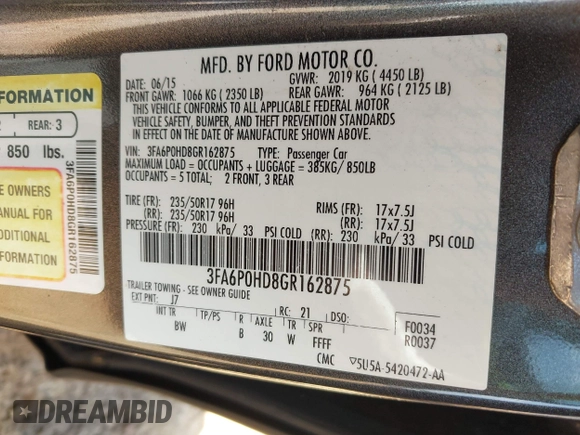 MFD. BY FORD MOTOR CO.
DATE: 06/15 GVWR: 2019 KG ( 4450 LB)
FRONT GAWR: 1066 KG ( 2350 LB) REAR GAWR: 964 KG ( 2125 LB)
THIS VEHICLE CONFORMS TO ALL APPLICABLE FEDERAL MOTOR
VEHICLE SAFETY, BUMPER, AND THEFT PREVENTION STANDARDS
IN EFFECT ON THE DATE OF MANUFACTURE SHOWN ABOVE.
VIN: 3FA6P0HD8GR162875 TYPE: Passenger Car
MAXIMUM LOAD = OCCUPANTS + LUGGAGE = 385KG/ 850LB
OCCUPANTS = 5 TOTAL; 2 FRONT, 3 REAR
TIRE (FR): 235/50R17 96H RIMS (FR): 17x7.5J
(RR): 235/50R17 96H (RR): 17x7.5J
PRESSURE (FR): 230 kPa/ 33 PSI COLD (RR): 230 kPa/ 33 PSI COLD
3FA6P0HD8GR162875
TRAILER TOWING - SEE OWNER GUIDE
EXT PNT: J7 RC: 21 DSO:
INT TR TP/PS R AXLE TR SPR
BW B 30 W FFFF
F0034
R0037
CMC 5U5A-5420472-AA
FORMATION
2 REAR: 3
850 lbs.
E OWNERS
ANUAL FOR
DITIONAL
FORMATION
3FA6P0HD8GR162875
DREAMBID